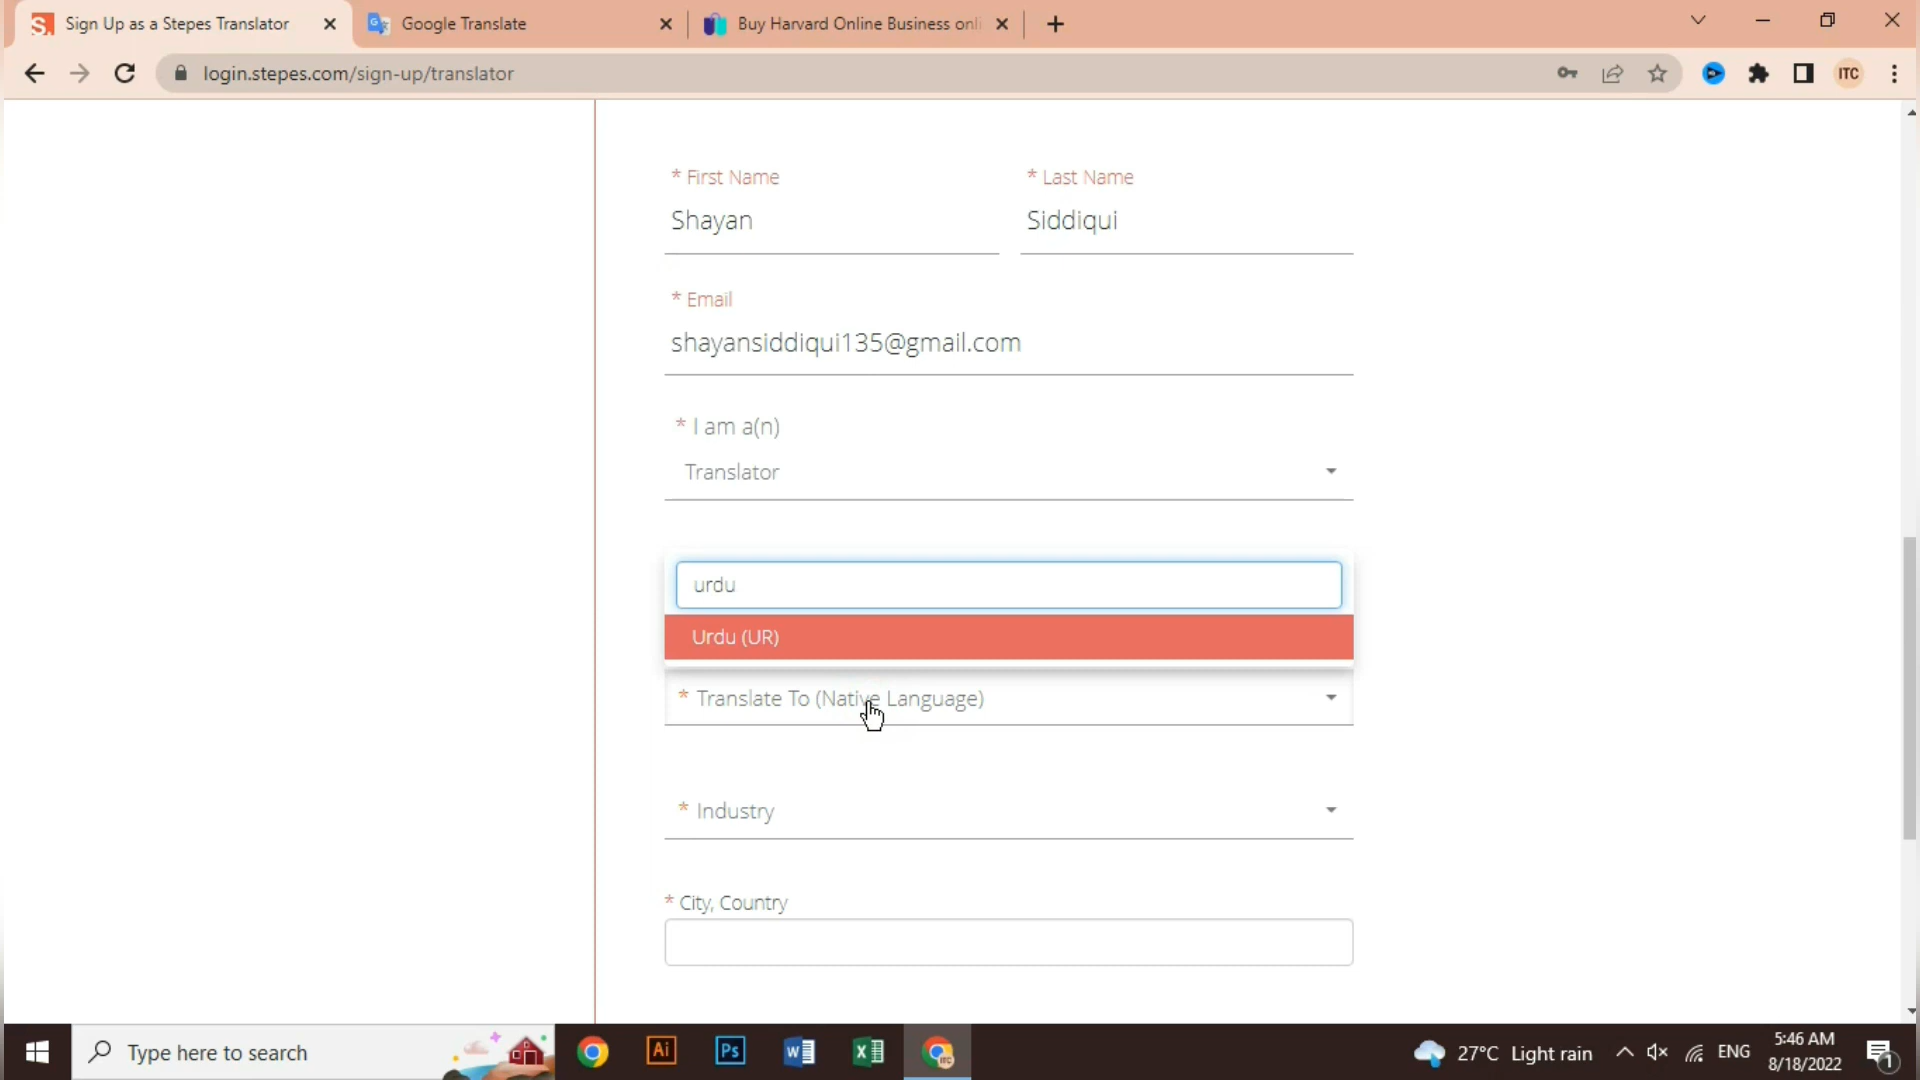 Sign Up as a Stepes Translator
Google Translate
Buy Harvard Online Business onli
login.stepes.com/sign-up/translator
ITC
* First Name
* Last Name
Shayan
Siddiqui
* Email
shayansiddiqui135@gmail.com
* I am a(n)
Translator
urdu
Urdu (UR)
* Translate To (Native Language)
* Industry
* City, Country
Type here to search
27°C Light rain
ENG
5:46 AM
8/18/2022
1